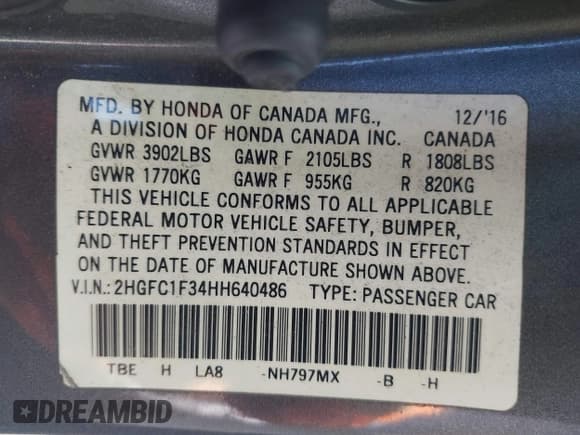 MFD. BY HONDA OF CANADA MFG., 12/'16
A DIVISION OF HONDA CANADA INC. CANADA
GVWR 3902LBS GAWR F 2105LBS R 1808LBS
GVWR 1770KG GAWR F 955KG R 820KG
THIS VEHICLE CONFORMS TO ALL APPLICABLE
FEDERAL MOTOR VEHICLE SAFETY, BUMPER,
AND THEFT PREVENTION STANDARDS IN EFFECT
ON THE DATE OF MANUFACTURE SHOWN ABOVE.
V.I.N.: 2HGFC1F34HH640486 TYPE: PASSENGER CAR
TBE H LA8 -NH797MX -B -H
DREAMBID